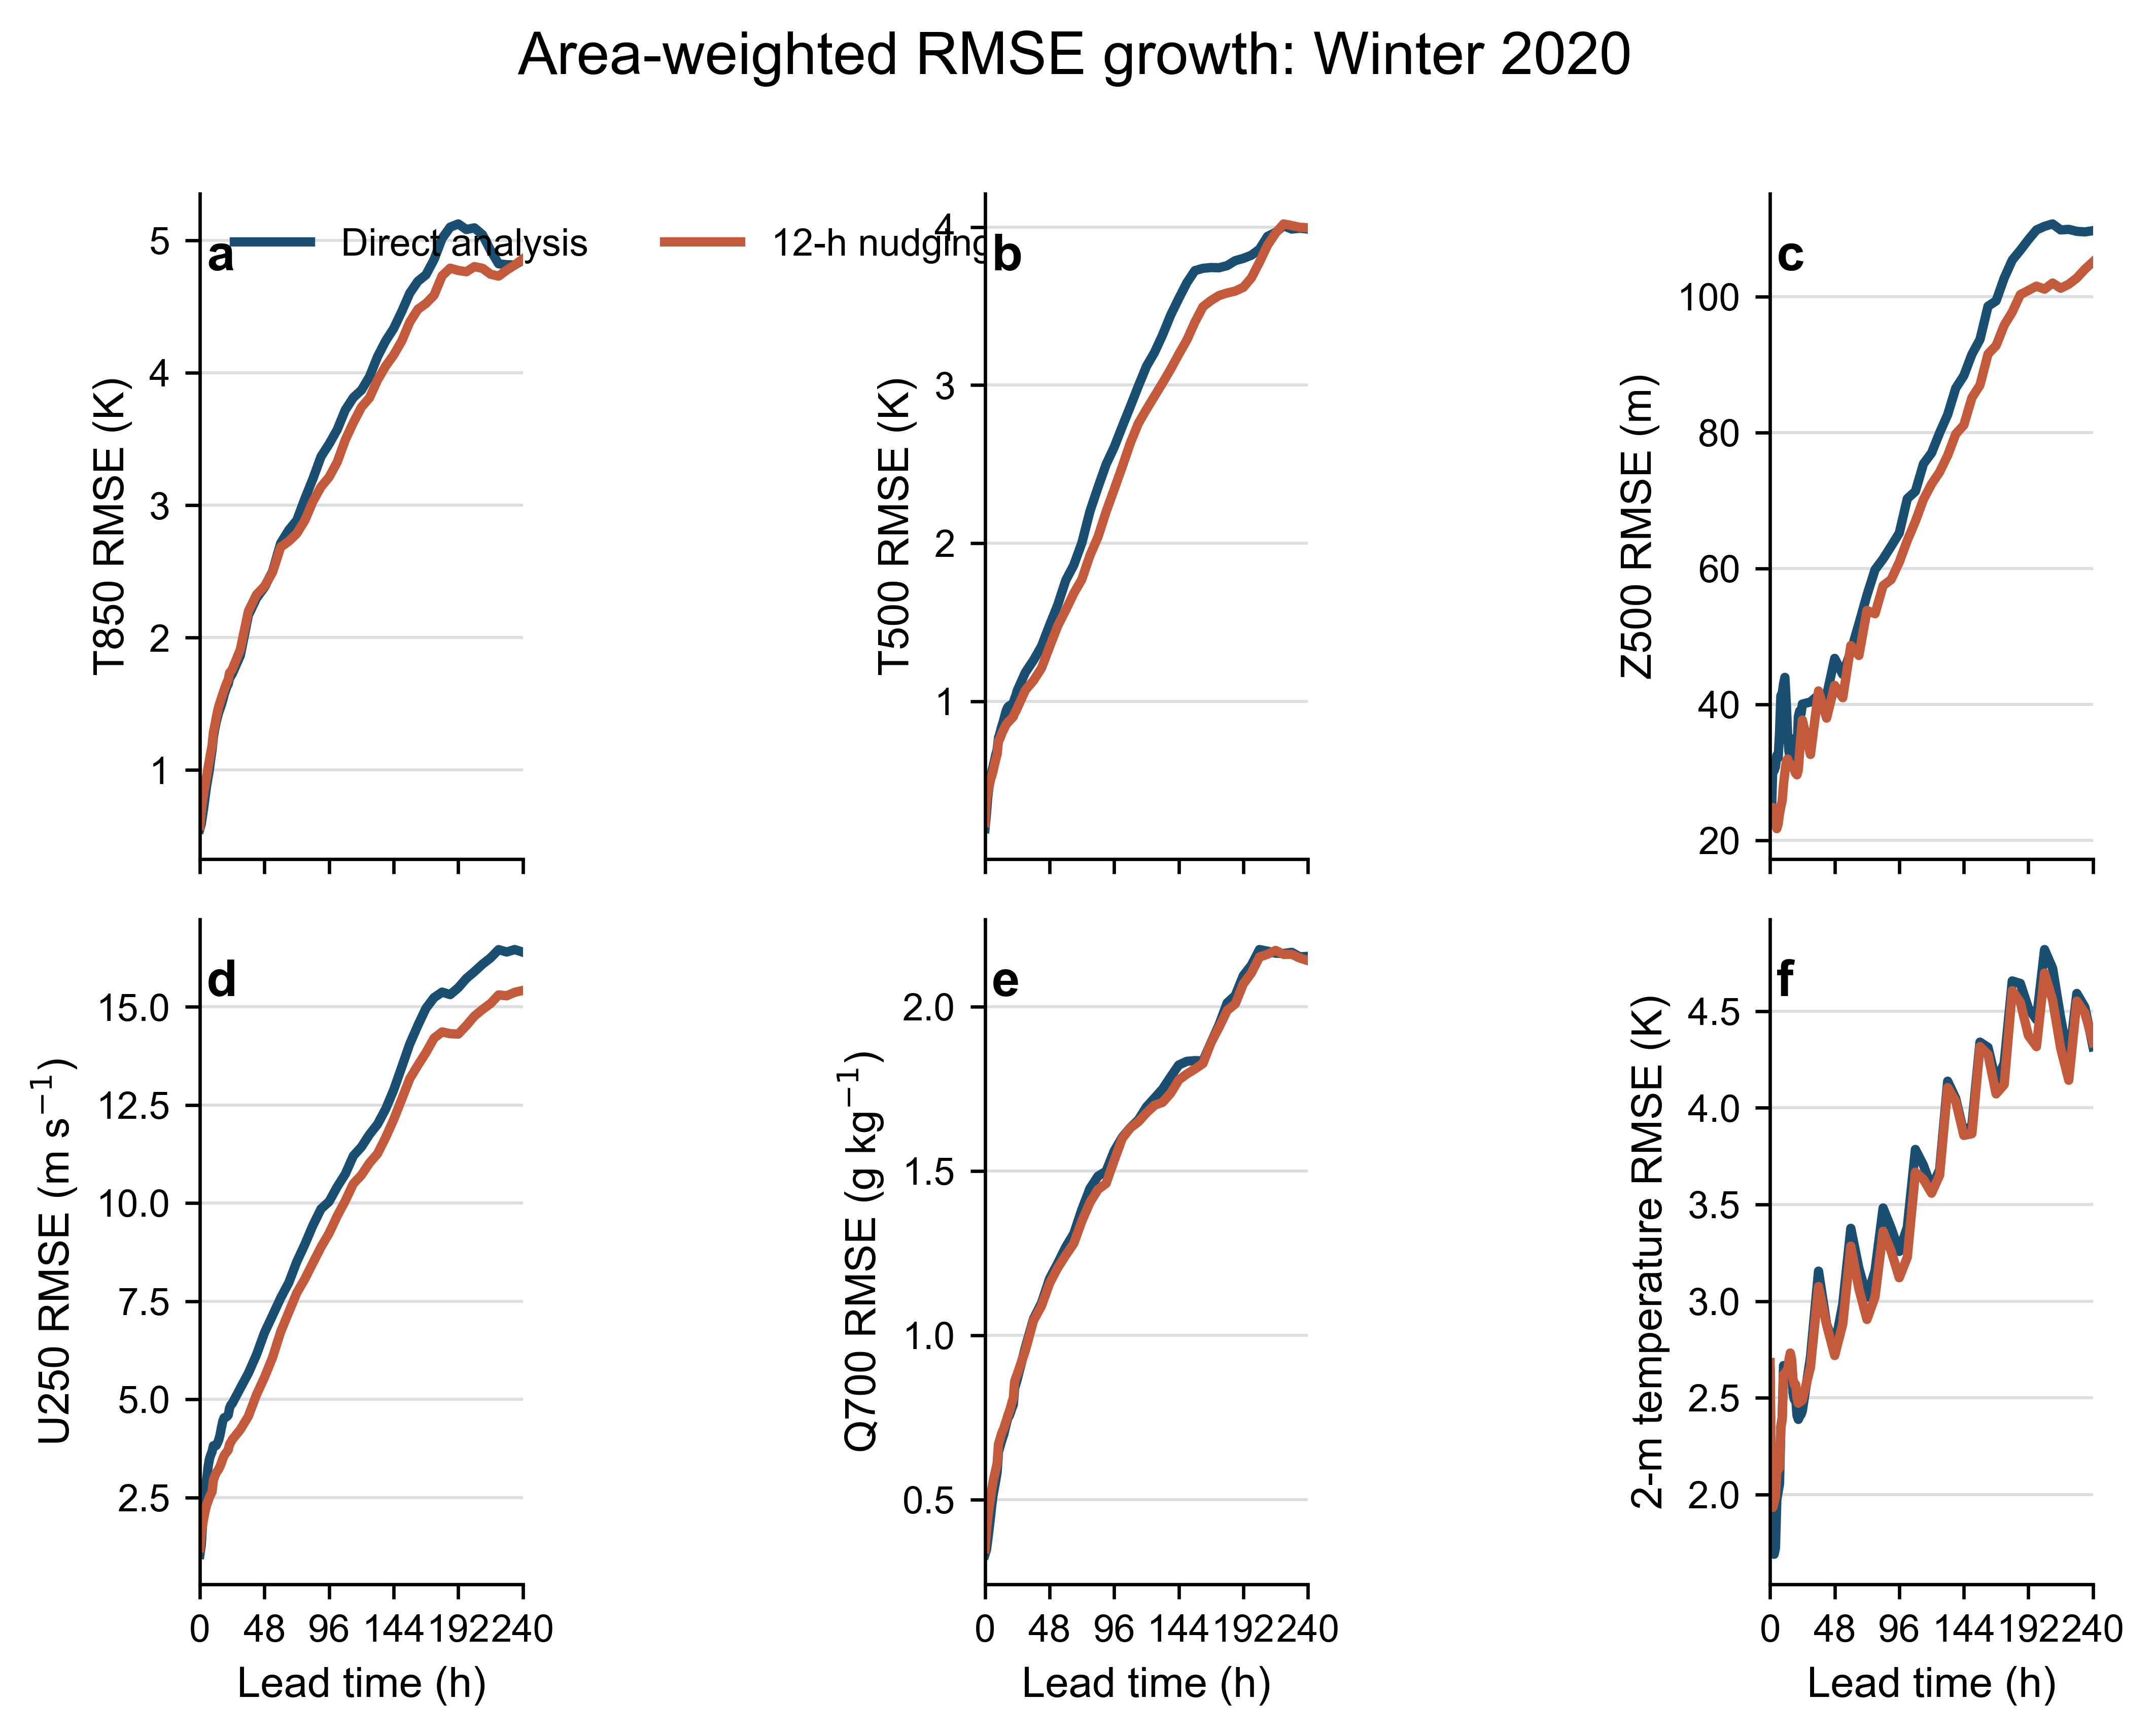 Area-weighted RMSE growth: Winter 2020
a
Direct analysis
12-h nudging
T850 RMSE (K)
5
4
3
2
1
b
T500 RMSE (K)
4
3
2
1
c
Z500 RMSE (m)
100
80
60
40
20
d
U250 RMSE (m s⁻¹)
15.0
12.5
10.0
7.5
5.0
2.5
0 48 96 144 192 240
Lead time (h)
e
Q700 RMSE (g kg⁻¹)
2.0
1.5
1.0
0.5
0 48 96 144 192 240
Lead time (h)
f
2-m temperature RMSE (K)
4.5
4.0
3.5
3.0
2.5
2.0
0 48 96 144 192 240
Lead time (h)